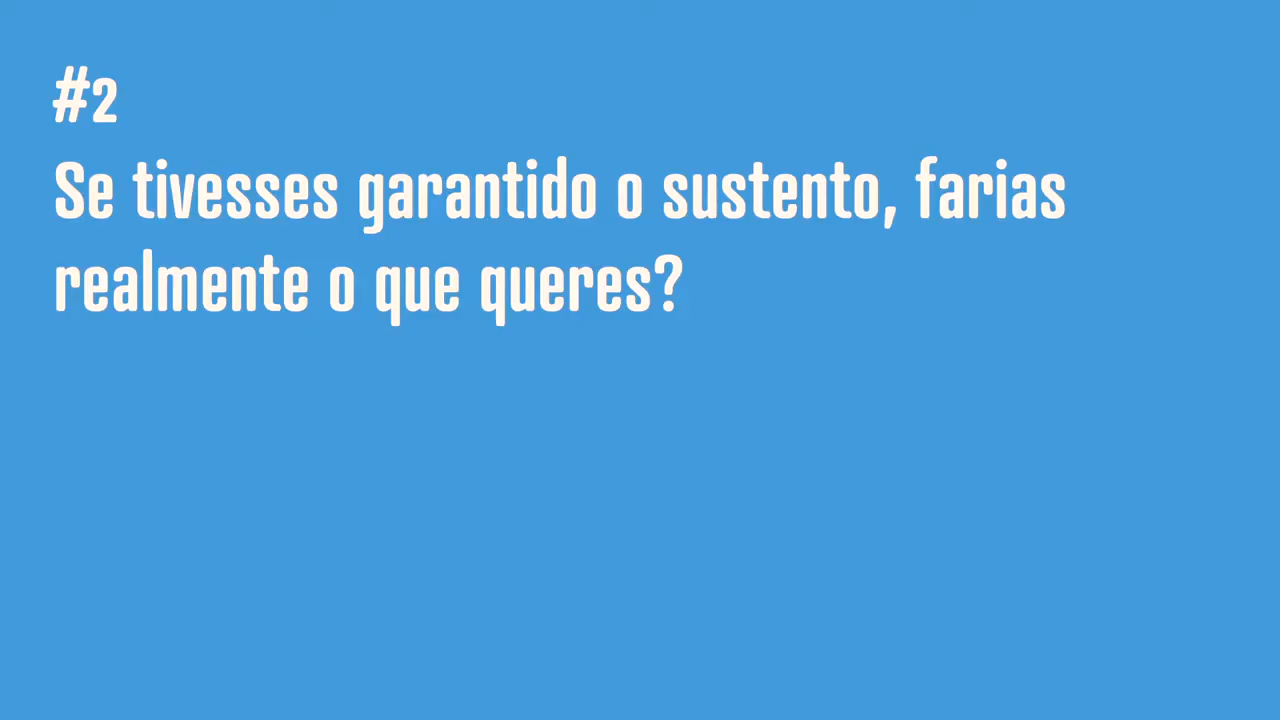 #2
Se tivesses garantido o sustento, farias
realmente o que queres?